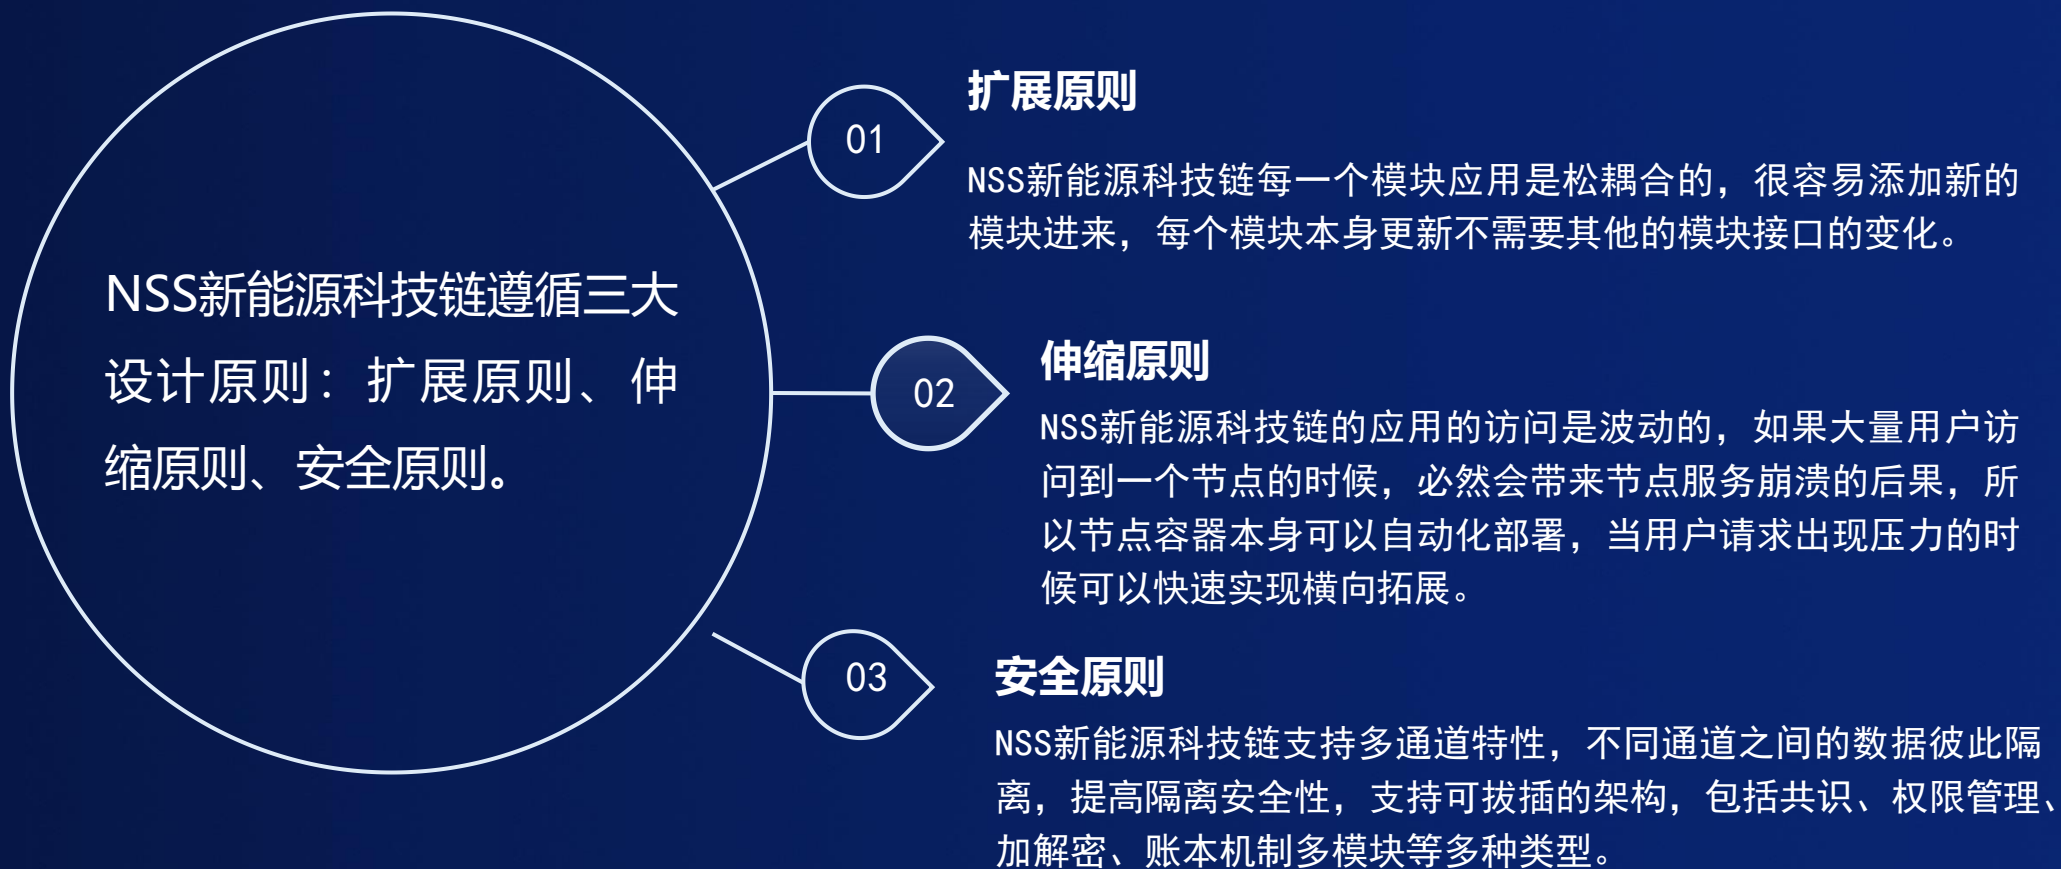 NSS新能源科技链遵循三大
设计原则：扩展原则、伸
缩原则、安全原则。
01
扩展原则
NSS新能源科技链每一个模块应用是松耦合的，很容易添加新的
模块进来，每个模块本身更新不需要其他的模块接口的变化。
02
伸缩原则
NSS新能源科技链的应用的访问是波动的，如果大量用户访
问到一个节点的时候，必然会带来节点服务崩溃的后果，所
以节点容器本身可以自动化部署，当用户请求出现压力的时
候可以快速实现横向拓展。
03
安全原则
NSS新能源科技链支持多通道特性，不同通道之间的数据彼此隔
离，提高隔离安全性，支持可拔插的架构，包括共识、权限管理、
加解密、账本机制多模块等多种类型。